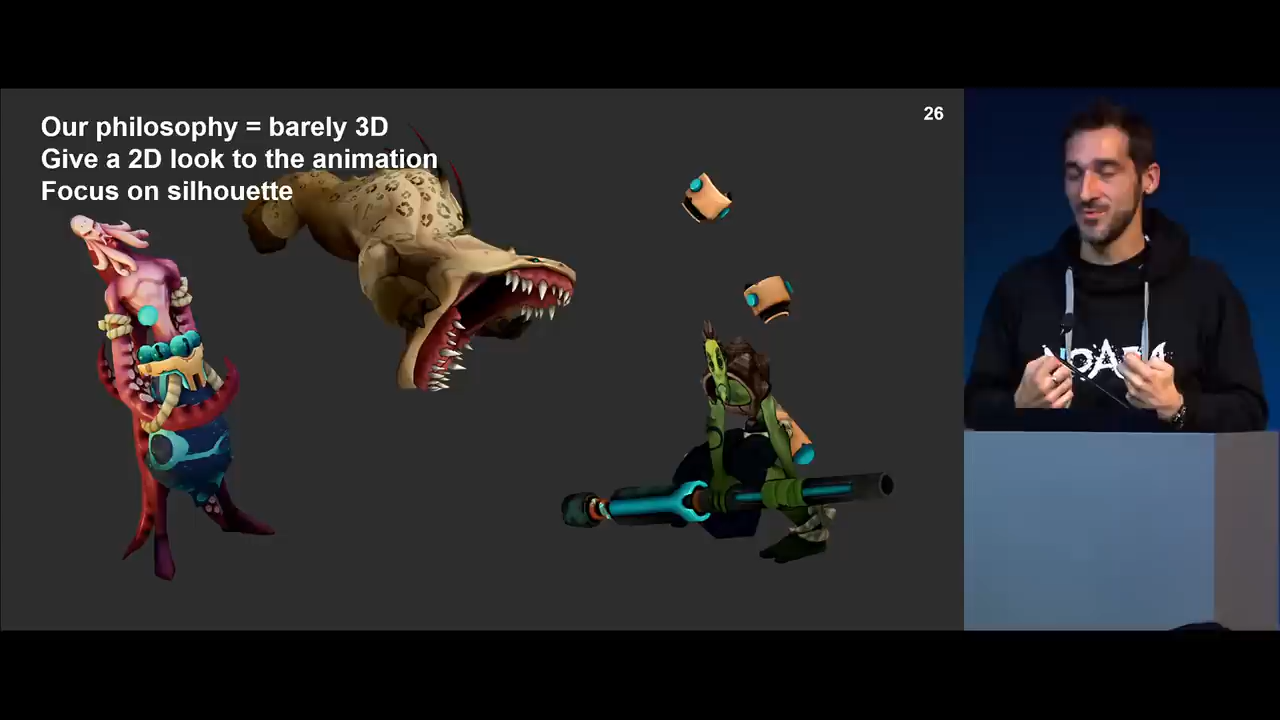 Our philosophy = barely 3D
Give a 2D look to the animation
Focus on silhouette
26